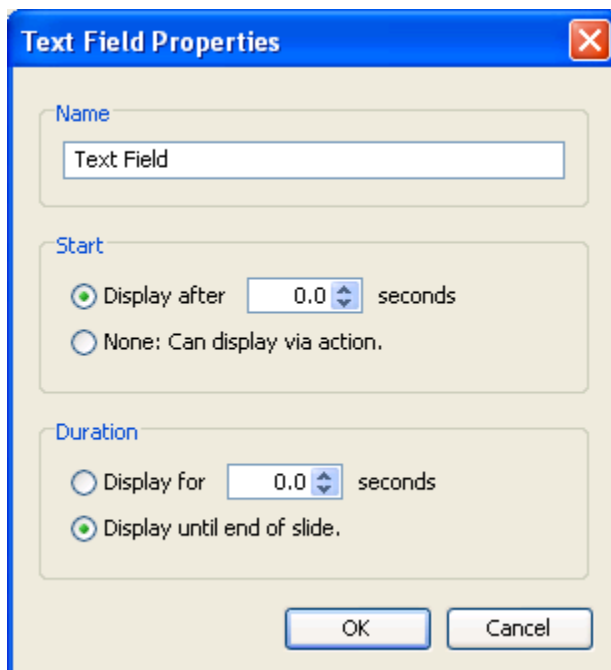 Text Field Properties
Name
Text Field
Start
Display after 0.0 seconds
None: Can display via action.
Duration
Display for 0.0 seconds
Display until end of slide.
OK Cancel